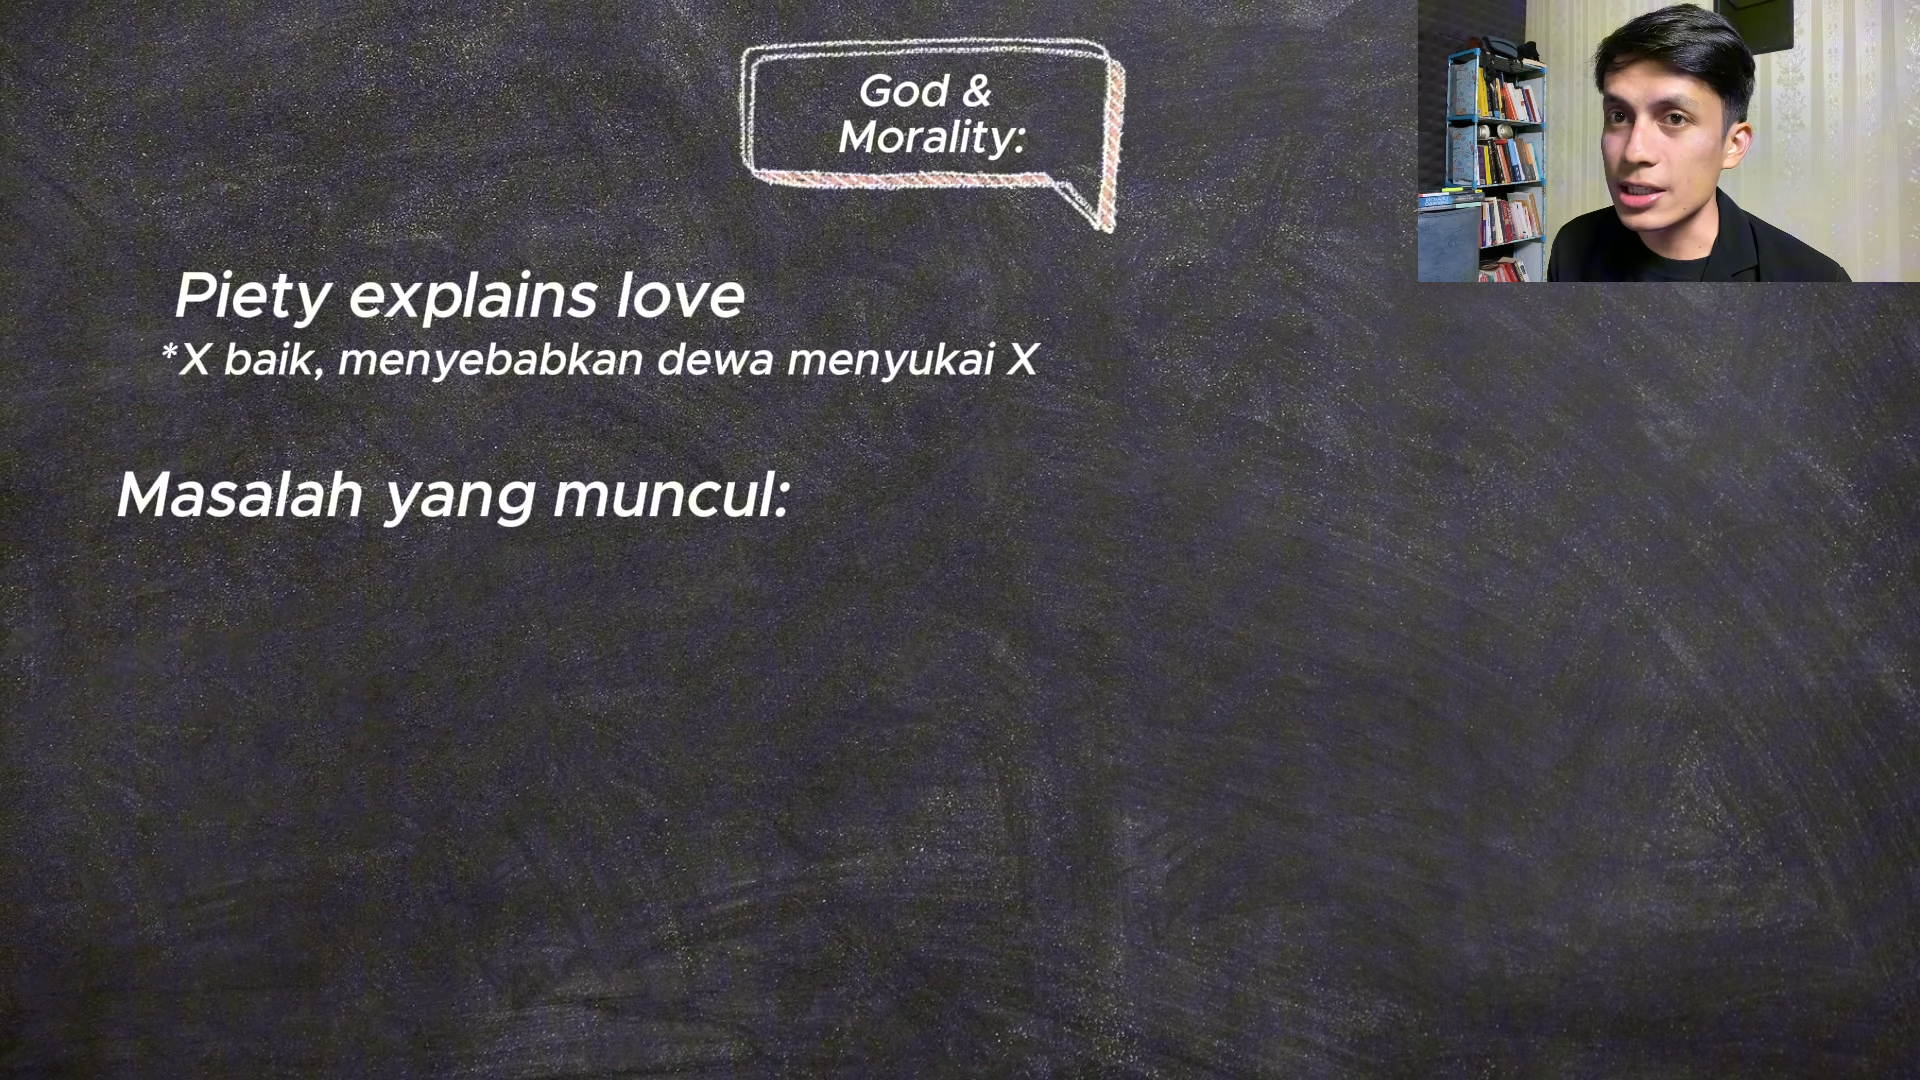 God &
Morality:
Piety explains love
*X baik, menyebabkan dewa menyukai X
Masalah yang muncul: